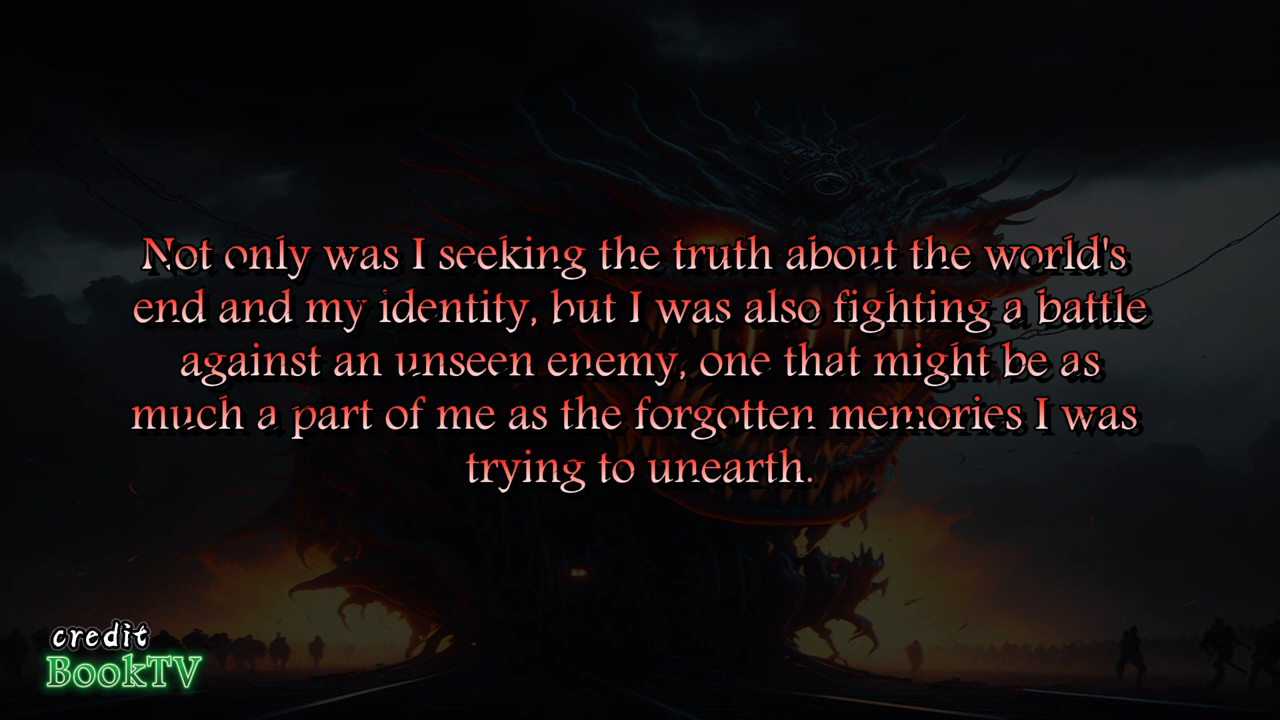 Not only was I seeking the truth about the world's
end and my identity, but I was also fighting a battle
against an unseen enemy, one that might be as
much a part of me as the forgotten memories I was
trying to unearth.
credit
BookTV